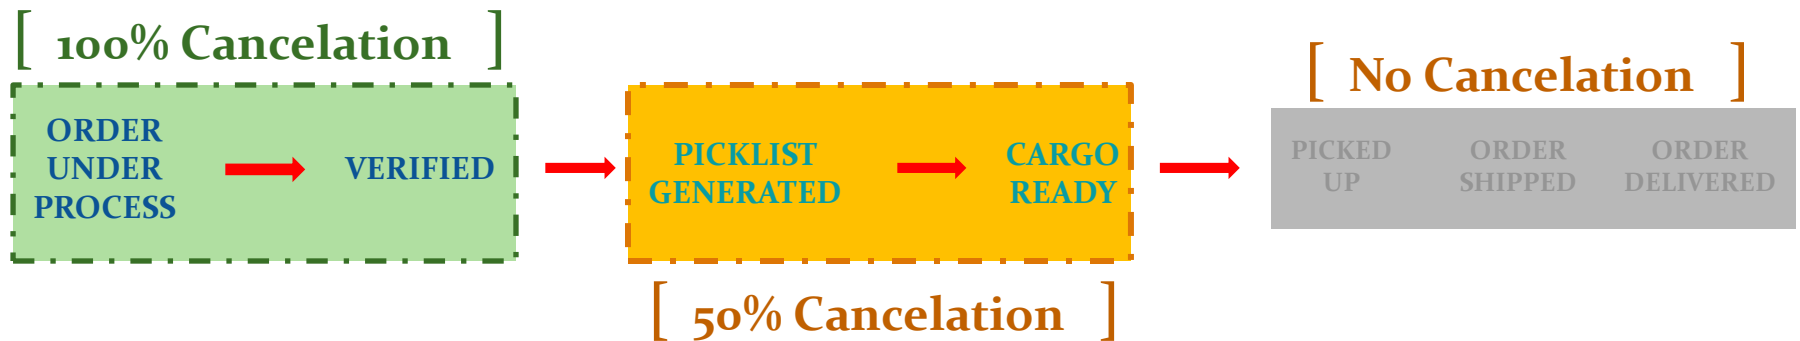 [ 100% Cancelation ]
ORDER
UNDER
PROCESS
VERIFIED
PICKLIST
GENERATED
CARGO
READY
[ 50% Cancelation ]
[ No Cancelation ]
PICKED
UP
ORDER
SHIPPED
ORDER
DELIVERED